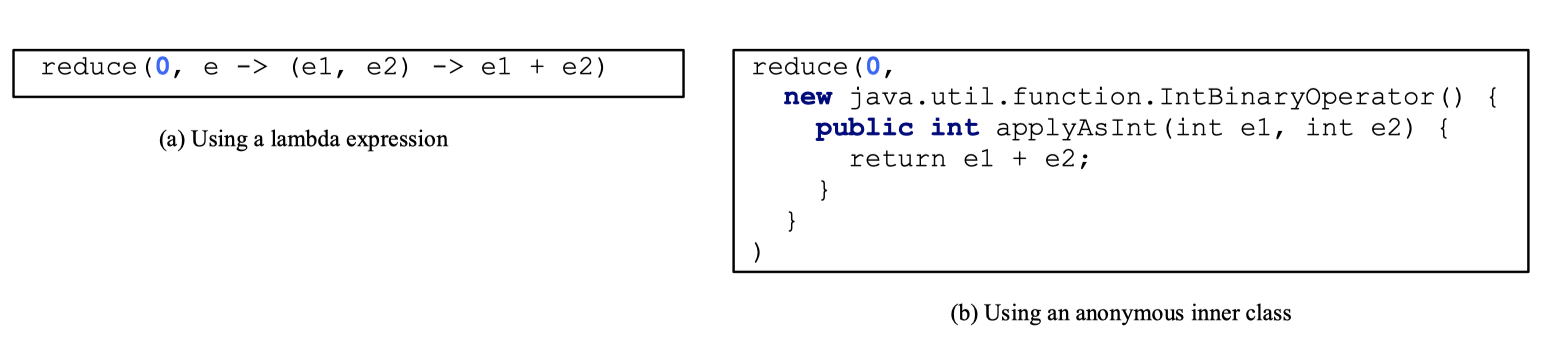 reduce(0, e -> (e1, e2) -> e1 + e2)
(a) Using a lambda expression
reduce(0,
  new java.util.function.IntBinaryOperator() {
    public int applyAsInt(int e1, int e2) {
      return e1 + e2;
    }
  }
)
(b) Using an anonymous inner class